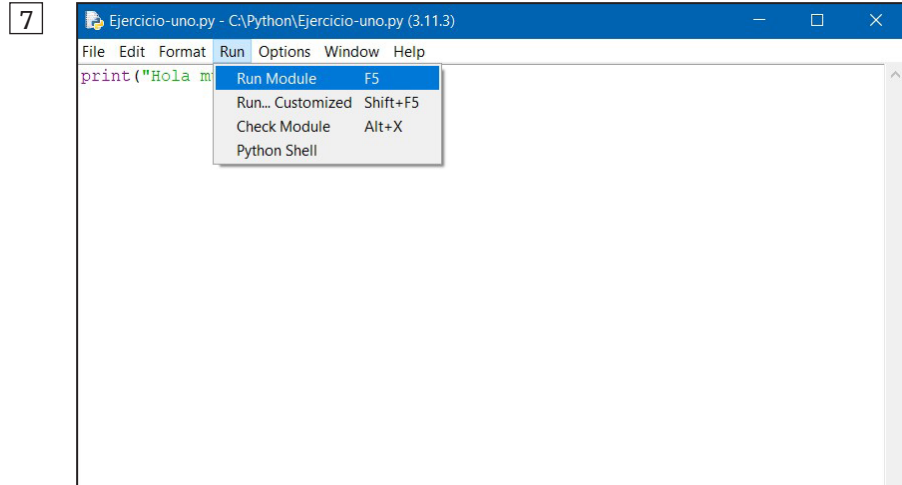 7
Ejercicio-uno.py - C:\Python\Ejercicio-uno.py (3.11.3)
File Edit Format Run Options Window Help
print("Hola m
Run Module F5
Run... Customized Shift+F5
Check Module Alt+X
Python Shell